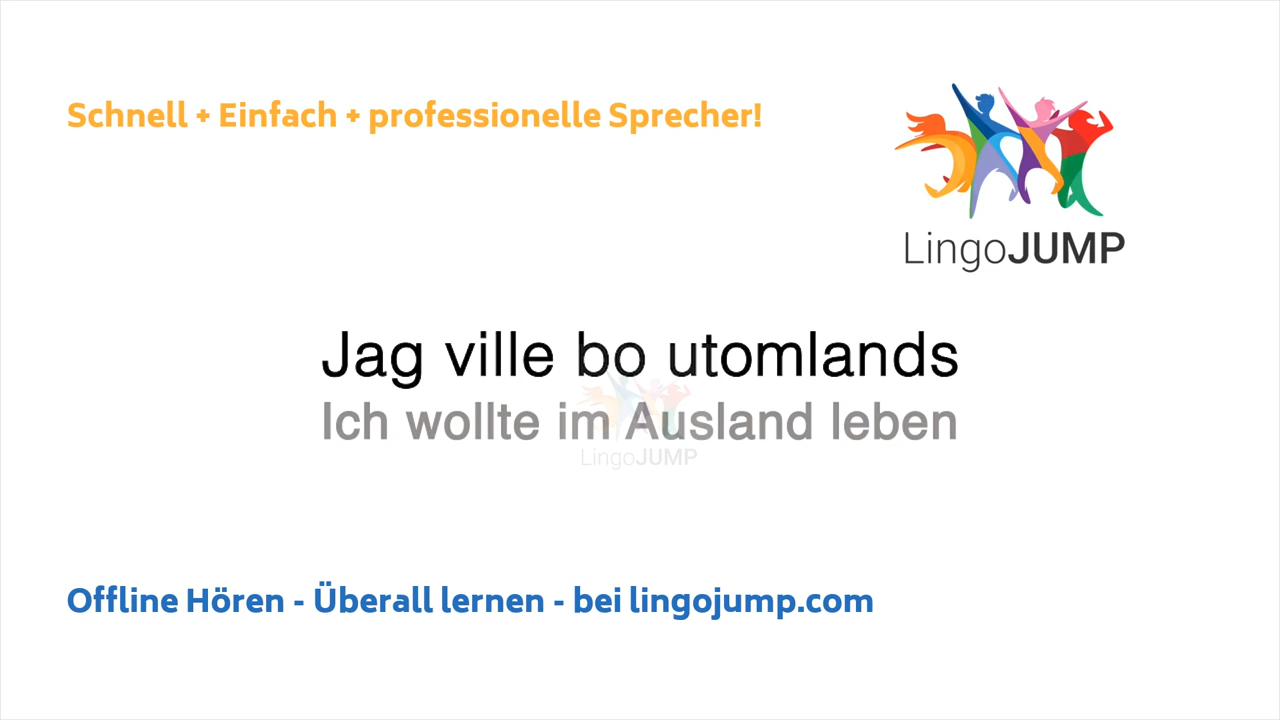 Schnell + Einfach + professionelle Sprecher!
LingoJUMP
Jag ville bo utomlands
Ich wollte im Ausland leben
LingoJUMP
Offline Hören - Überall lernen - bei lingojump.com